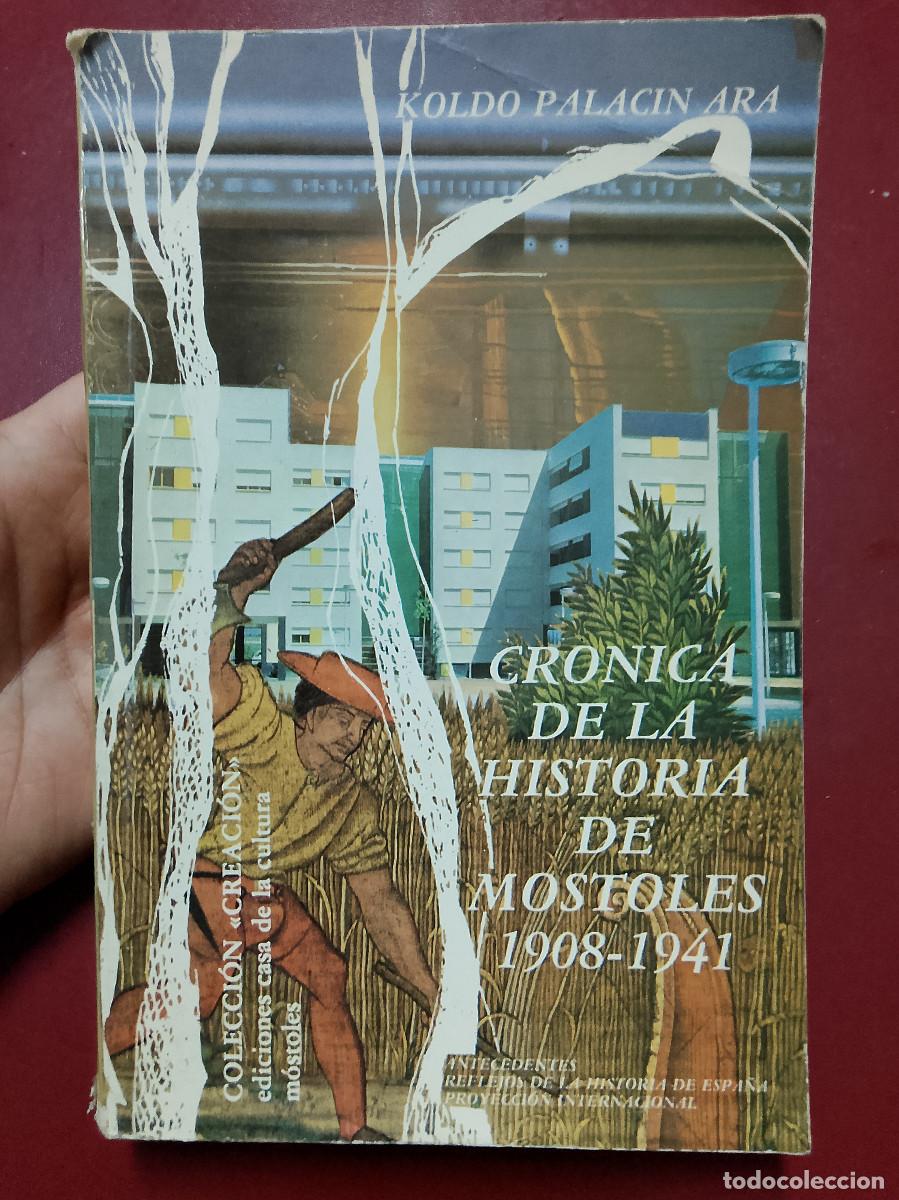 KOLDO PALACIN ARA
CRONICA
DE LA
HISTORIA
DE
MOSTOLES
1908-1941
ANTECEDENTES
REFLEJOS DE LA HISTORIA DE ESPAÑA
PROYECCIÓN INTERNACIONAL
COLECCIÓN «CREACIÓN»
ediciones casa de la cultura
móstoles
todocoleccion